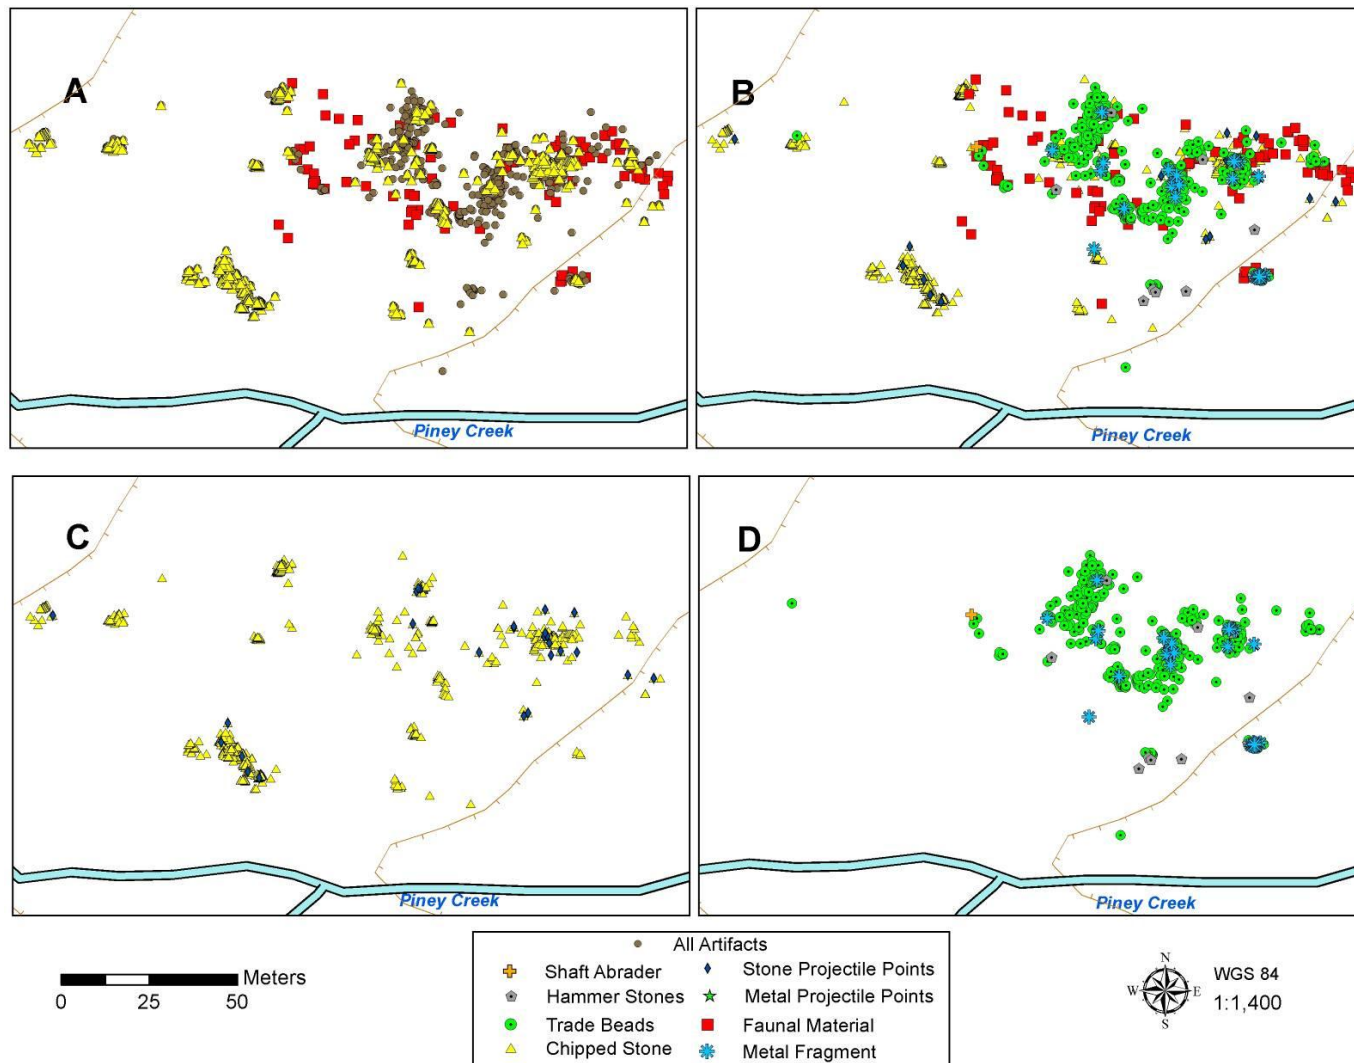 A
B
Piney Creek
Piney Creek
C
D
Piney Creek
Piney Creek
All Artifacts
Shaft Abrader
Stone Projectile Points
Hammer Stones
Metal Projectile Points
Trade Beads
Faunal Material
Chipped Stone
Metal Fragment
Meters
0 25 50
N
W E
S
WGS 84
1:1,400